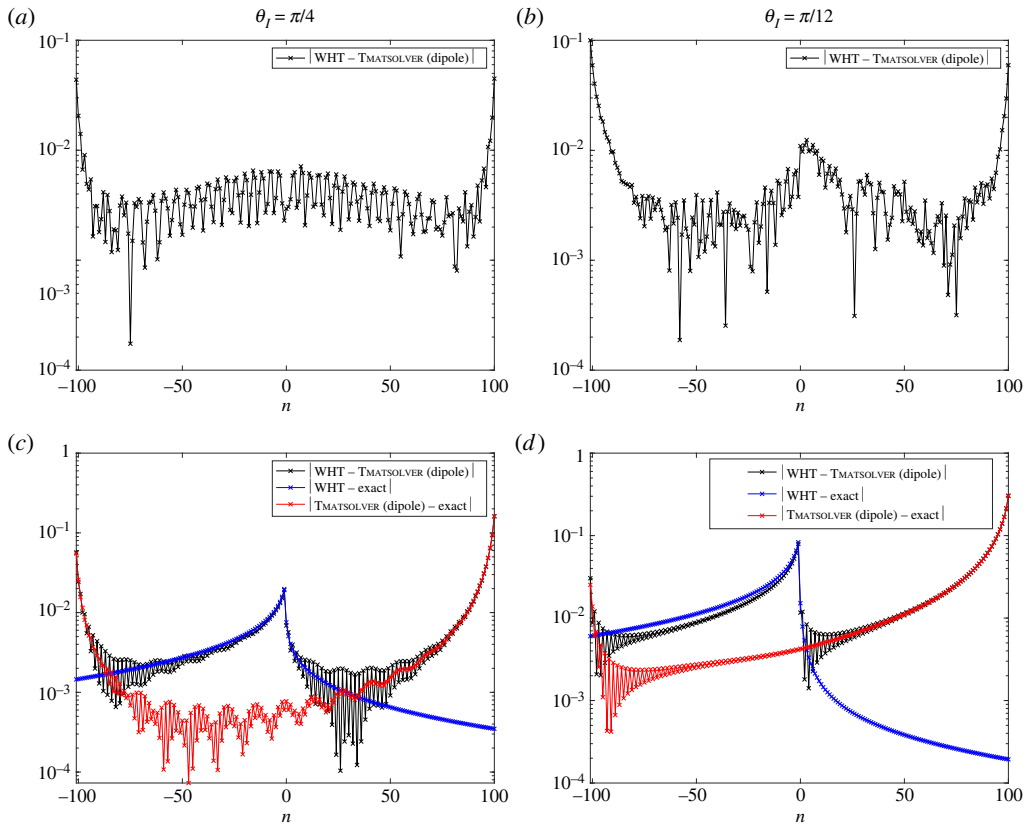 (a) θI = π/4
(b) θI = π/12
10–1
10–2
10–3
10–4
|WHT – TMATSOLVER (dipole)|
–100 –50 0 50 100
n
10–1
10–2
10–3
10–4
|WHT – TMATSOLVER (dipole)|
–100 –50 0 50 100
n
(c)
1
10–1
10–2
10–3
10–4
|WHT – TMATSOLVER (dipole)|
|WHT – exact|
|TMATSOLVER (dipole) – exact|
–100 –50 0 50 100
n
(d)
1
10–1
10–2
10–3
10–4
|WHT – TMATSOLVER (dipole)|
|WHT – exact|
|TMATSOLVER (dipole) – exact|
–100 –50 0 50 100
n